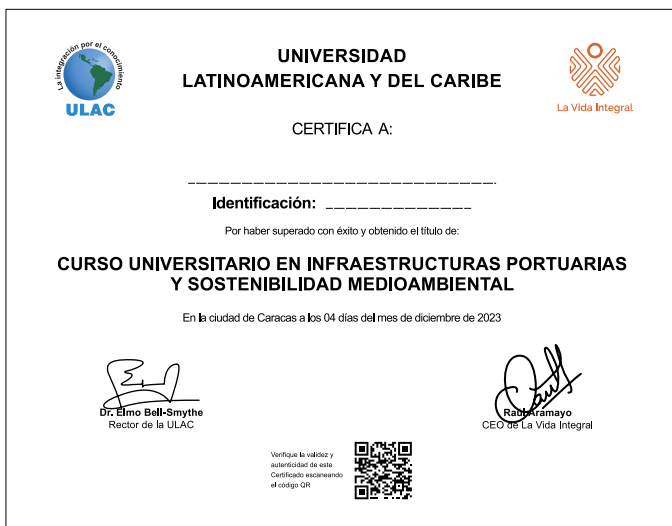 La integración por el conocimiento
ULAC
UNIVERSIDAD
LATINOAMERICANA Y DEL CARIBE
La Vida Integral
CERTIFICA A:
Identificación:
Por haber superado con éxito y obtenido el título de:
CURSO UNIVERSITARIO EN INFRAESTRUCTURAS PORTUARIAS
Y SOSTENIBILIDAD MEDIOAMBIENTAL
En la ciudad de Caracas a los 04 días del mes de diciembre de 2023
Dr. Elmo Bell-Smythe
Rector de la ULAC
Raúl Aramayo
CEO de La Vida Integral
Verifique la validez y
autenticidad de este
Certificado escaneando
el código QR